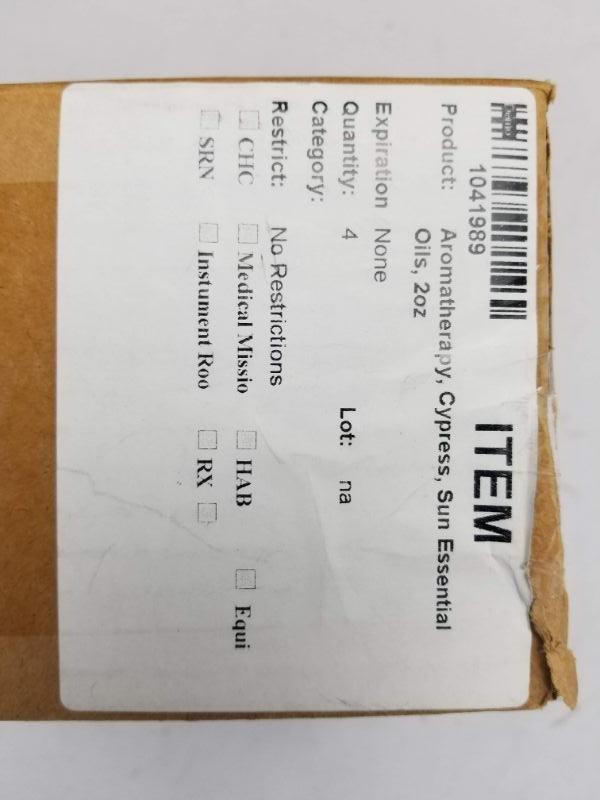 ITEM
1041989
Product: Aromatherapy, Cypress, Sun Essential
Oils, 2oz
Expiration None
Quantity: 4 Lot: na
Category:
Restrict: No Restrictions
CHC Medical Missio HAB Equi
SRN Instument Roo RX